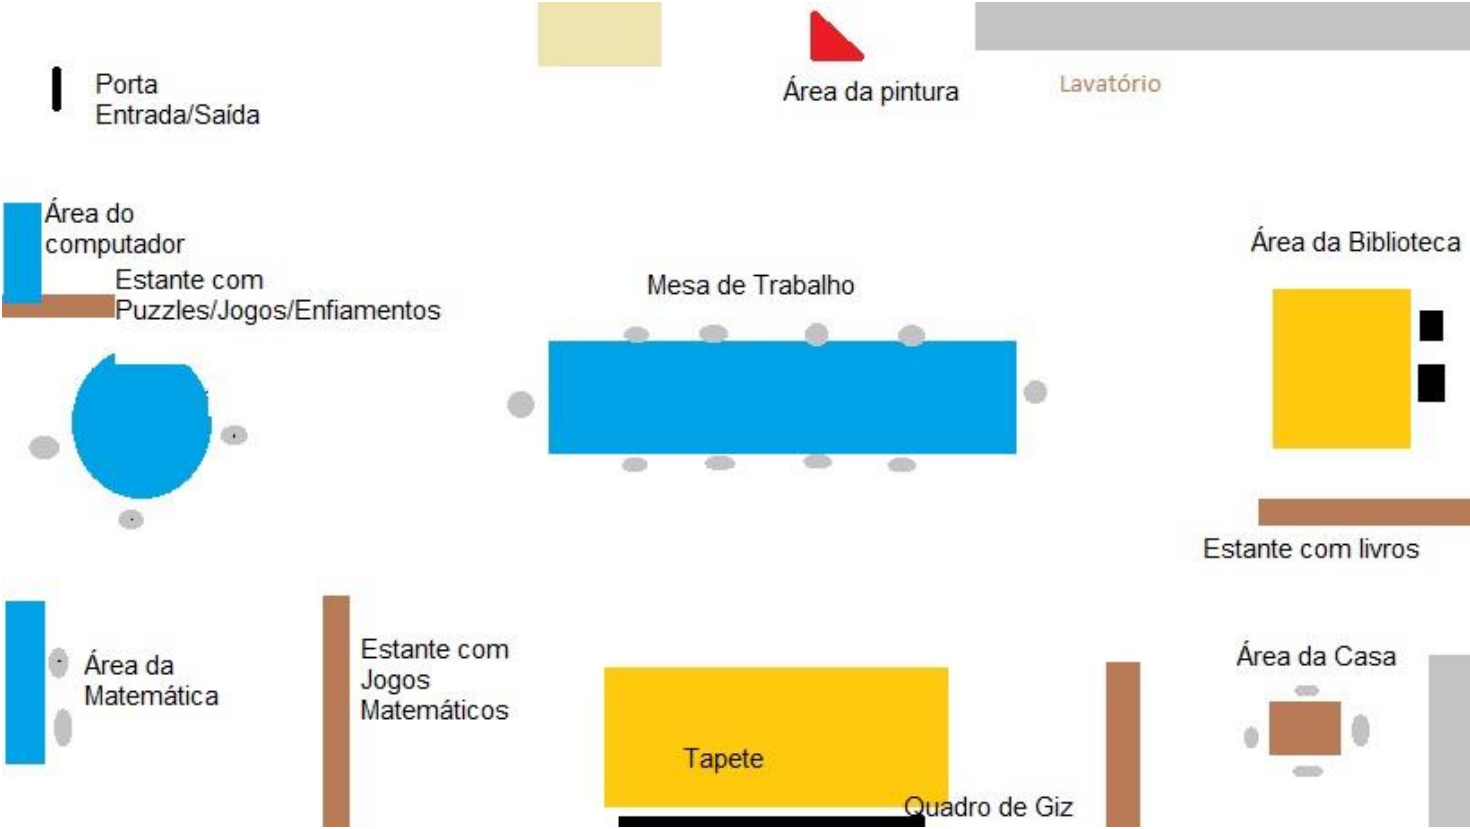 Porta
Entrada/Saída
Área da pintura
Lavatório
Área do
computador
Estante com
Puzzles/Jogos/Enfiamentos
Mesa de Trabalho
Área da Biblioteca
Estante com livros
Área da
Matemática
Estante com
Jogos
Matemáticos
Tapete
Quadro de Giz
Área da Casa